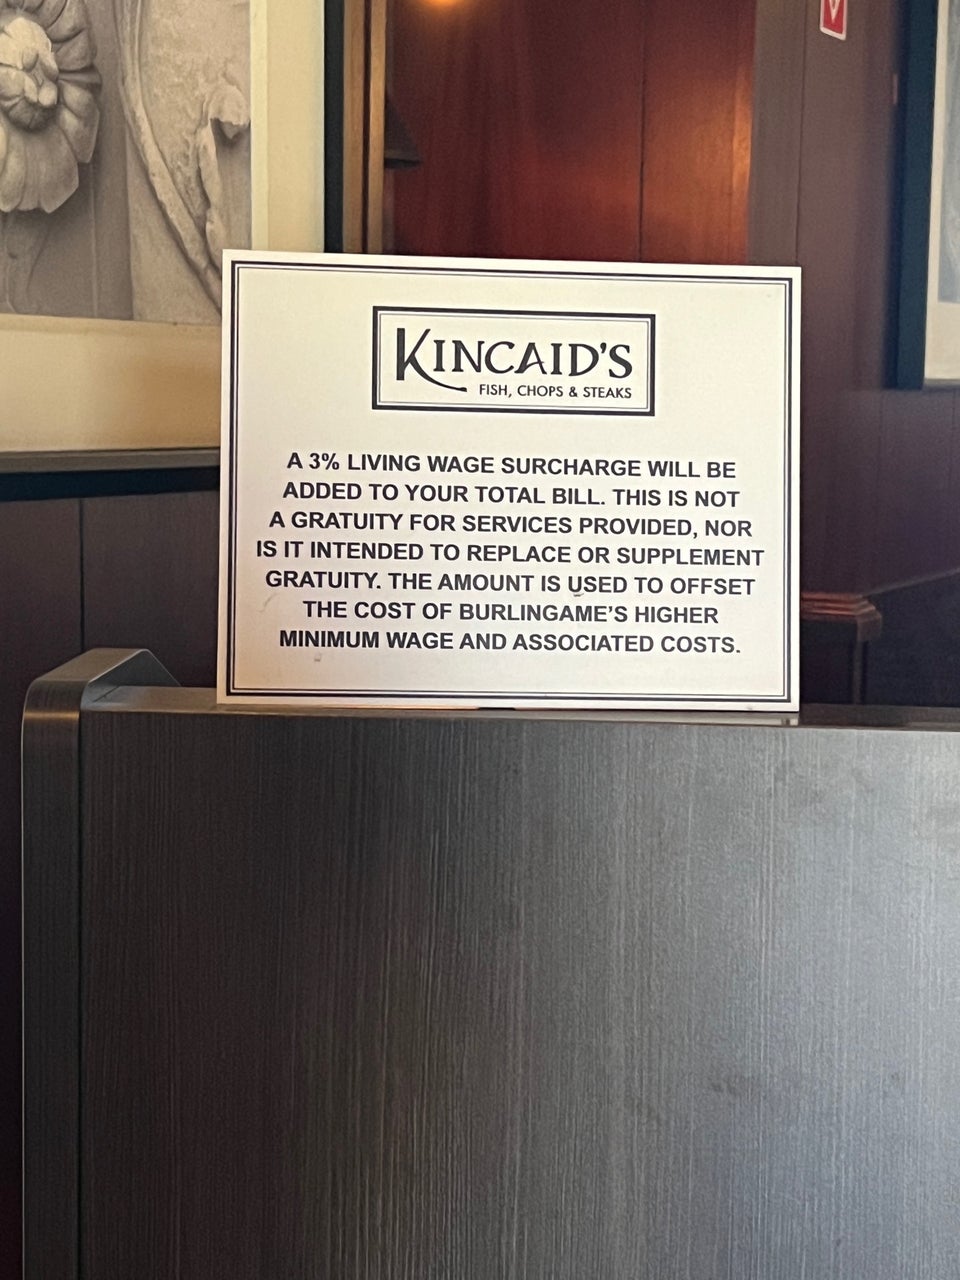 KINCAID'S
FISH, CHOPS & STEAKS
A 3% LIVING WAGE SURCHARGE WILL BE
ADDED TO YOUR TOTAL BILL. THIS IS NOT
A GRATUITY FOR SERVICES PROVIDED, NOR
IS IT INTENDED TO REPLACE OR SUPPLEMENT
GRATUITY. THE AMOUNT IS USED TO OFFSET
THE COST OF BURLINGAME'S HIGHER
MINIMUM WAGE AND ASSOCIATED COSTS.